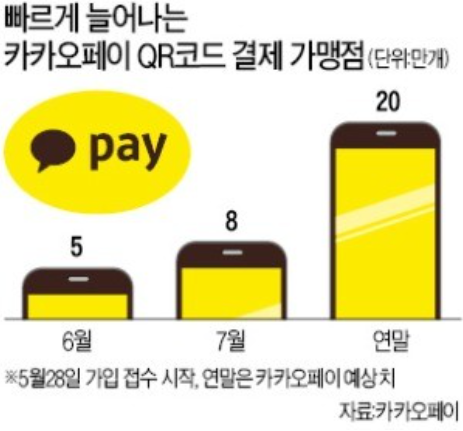 빠르게 늘어나는
카카오페이 QR코드 결제 가맹점(단위:만개)
pay
20
8
5
6월 7월 연말
※5월28일 가입 접수 시작, 연말은 카카오페이 예상치
자료:카카오페이